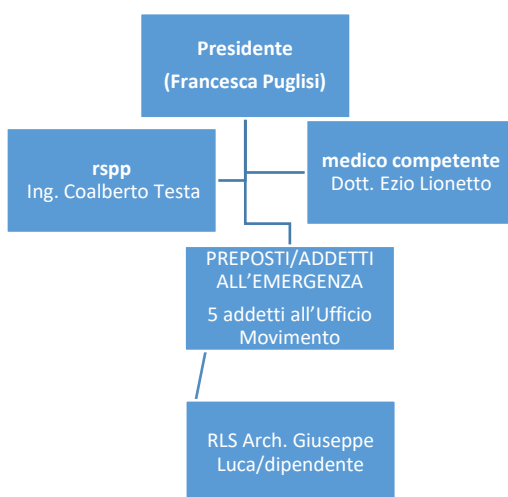 Presidente
(Francesca Puglisi)
rspp
Ing. Coalberto Testa
medico competente
Dott. Ezio Lionetto
PREPOSTI/ADDETTI
ALL'EMERGENZA
5 addetti all'Ufficio
Movimento
RLS Arch. Giuseppe
Luca/dipendente